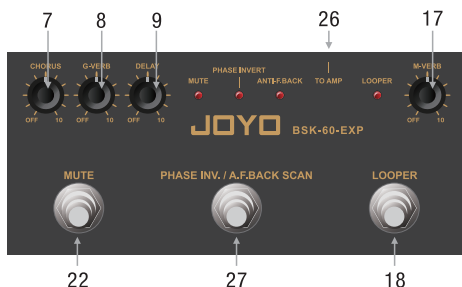 7 8 9 26 17
CHORUS G-VERB DELAY M-VERB
PHASE INVERT
MUTE ANTI-F.BACK TO AMP LOOPER
OFF 10 OFF 10 OFF 10 OFF 10
JOYO BSK-60-EXP
MUTE PHASE INV. / A.F.BACK SCAN LOOPER
22 27 18